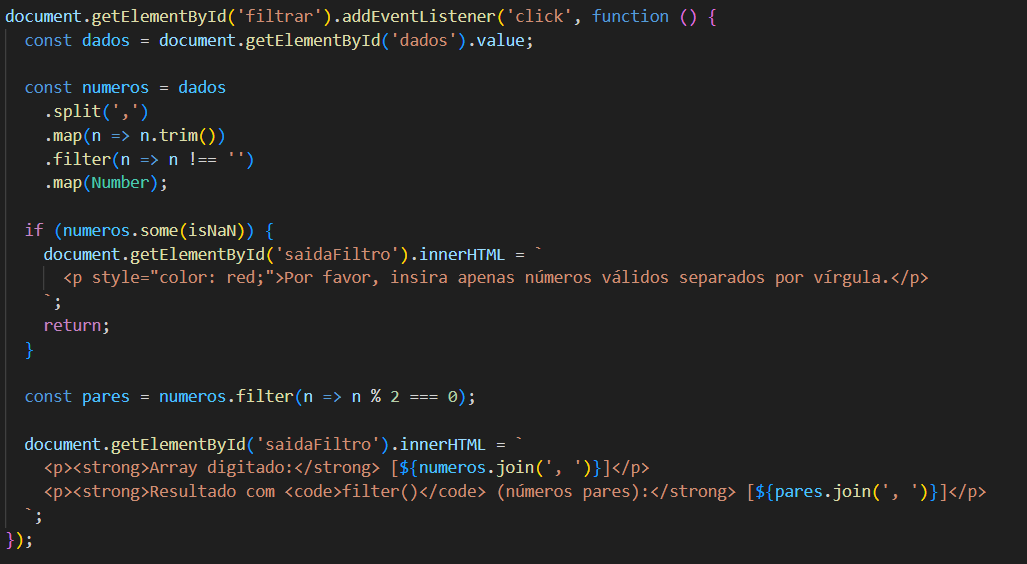 document.getElementById('filtrar').addEventListener('click', function () {
const dados = document.getElementById('dados').value;
const numeros = dados
.split(',')
.map(n => n.trim())
.filter(n => n !== '')
.map(Number);
if (numeros.some(isNaN)) {
document.getElementById('saidaFiltro').innerHTML = `
<p style="color: red;">Por favor, insira apenas números válidos separados por vírgula.</p>
`;
return;
}
const pares = numeros.filter(n => n % 2 === 0);
document.getElementById('saidaFiltro').innerHTML = `
<p><strong>Array digitado:</strong> [${numeros.join(', ')}]</p>
<p><strong>Resultado com <code>filter()</code> (números pares):</strong> [${pares.join(', ')}]</p>
`;
});